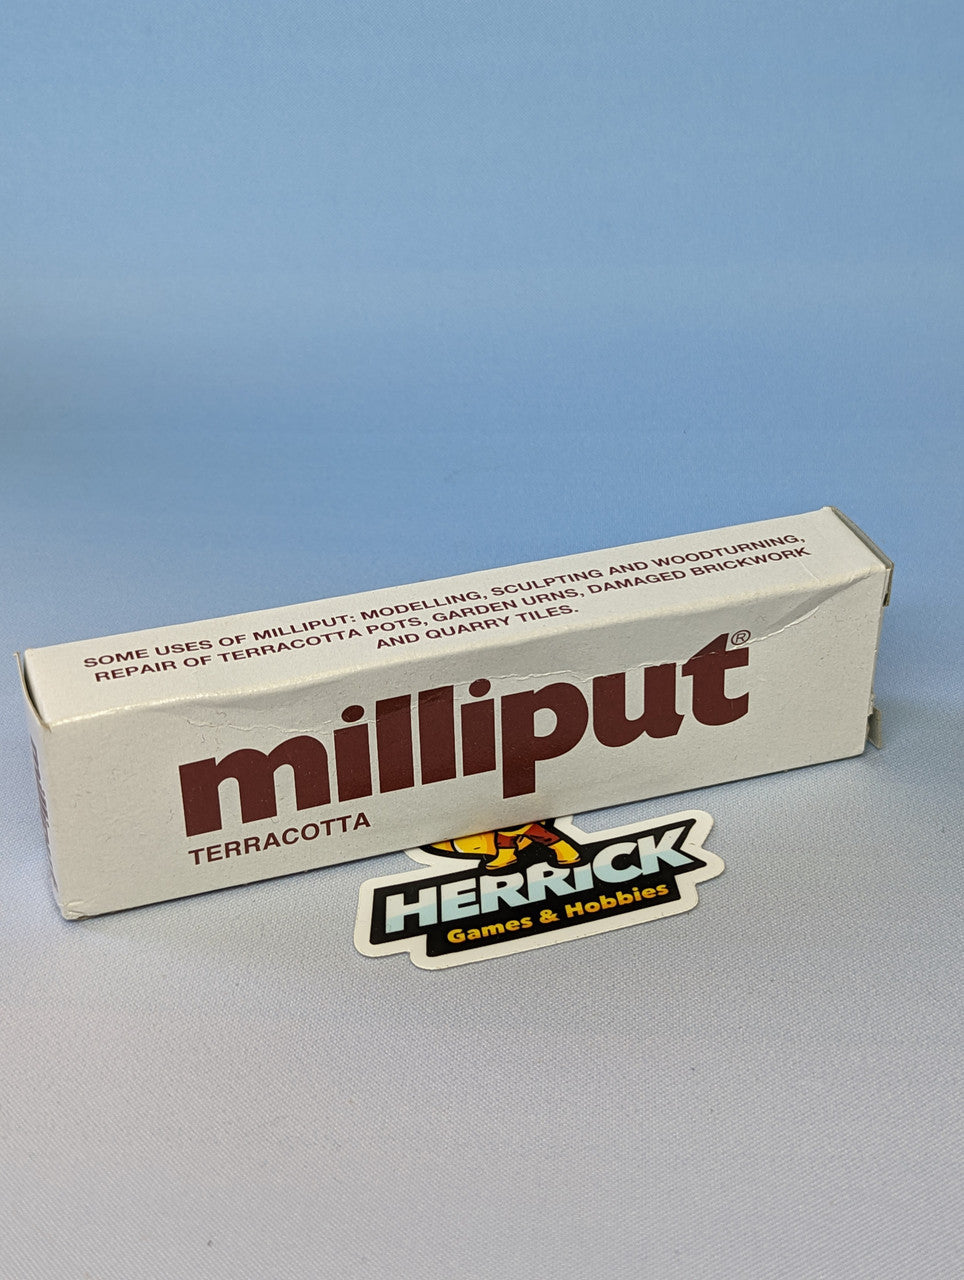 SOME USES OF MILLIPUT: MODELLING, SCULPTING AND WOODTURNING,
REPAIR OF TERRACOTTA POTS, GARDEN URNS, DAMAGED BRICKWORK
AND QUARRY TILES.
milliput®
TERRACOTTA
HERRiCK
Games & Hobbies